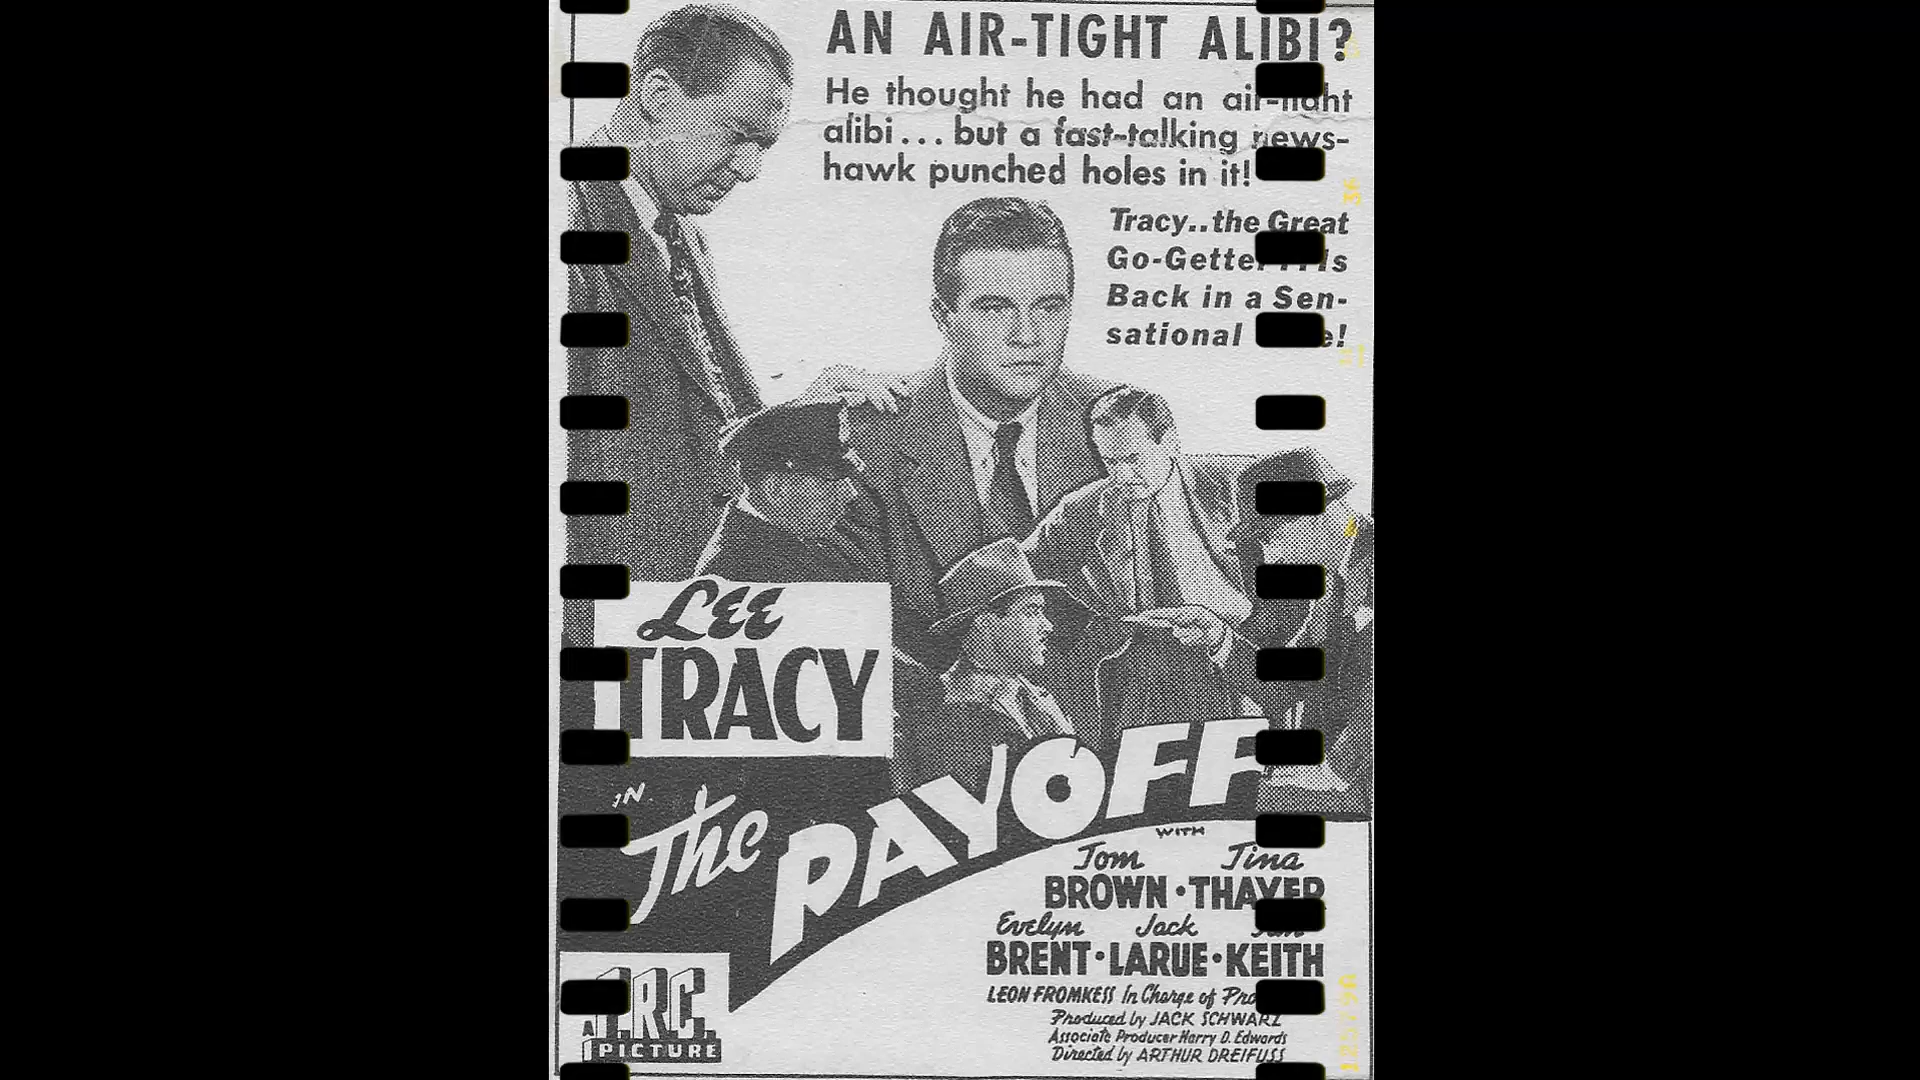 AN AIR-TIGHT ALIBI?
He thought he had an
alibi... but a fast-talking news-
hawk punched holes in it!
Tracy.. the Great
Go-Gette Is
Back in a Sen-
sational
LEE
TRACY
IN
The PAYOFF
WITH
Tom Tina
BROWN • THAYER
Evelyn Jack
BRENT • LARUE • KEITH
LEON FROMKESS In Charge of
Produced by JACK SCHWARZ
Associate Producer Harry D. Edwards
Directed by ARTHUR DREIFUSS
A P.R.C.
PICTURE